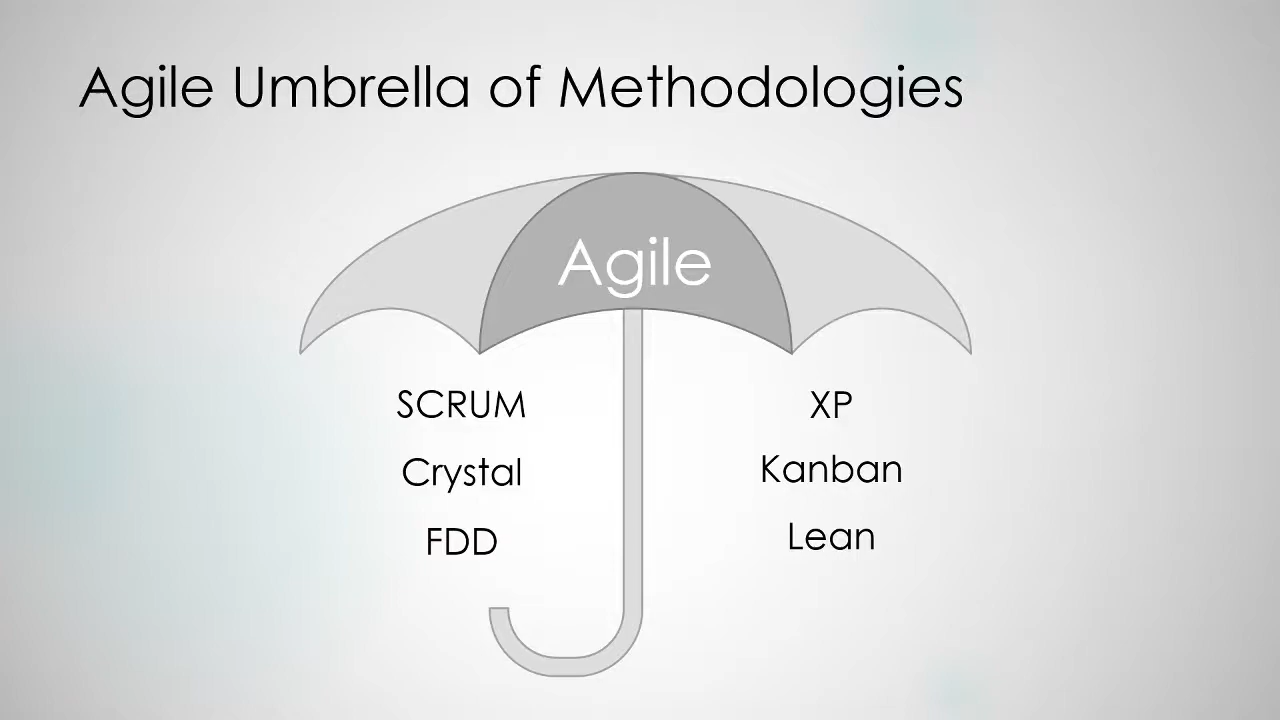 Agile Umbrella of Methodologies
Agile
SCRUM
Crystal
FDD
XP
Kanban
Lean